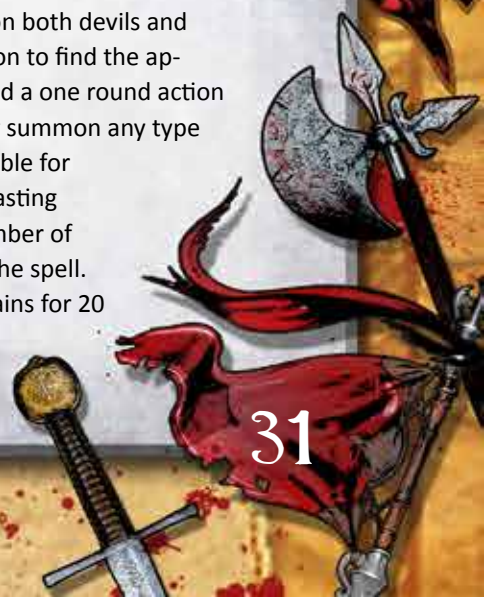 on both devils and
on to find the ap-
d a one round action
summon any type
ble for
asting
mber of
he spell.
ins for 20
31